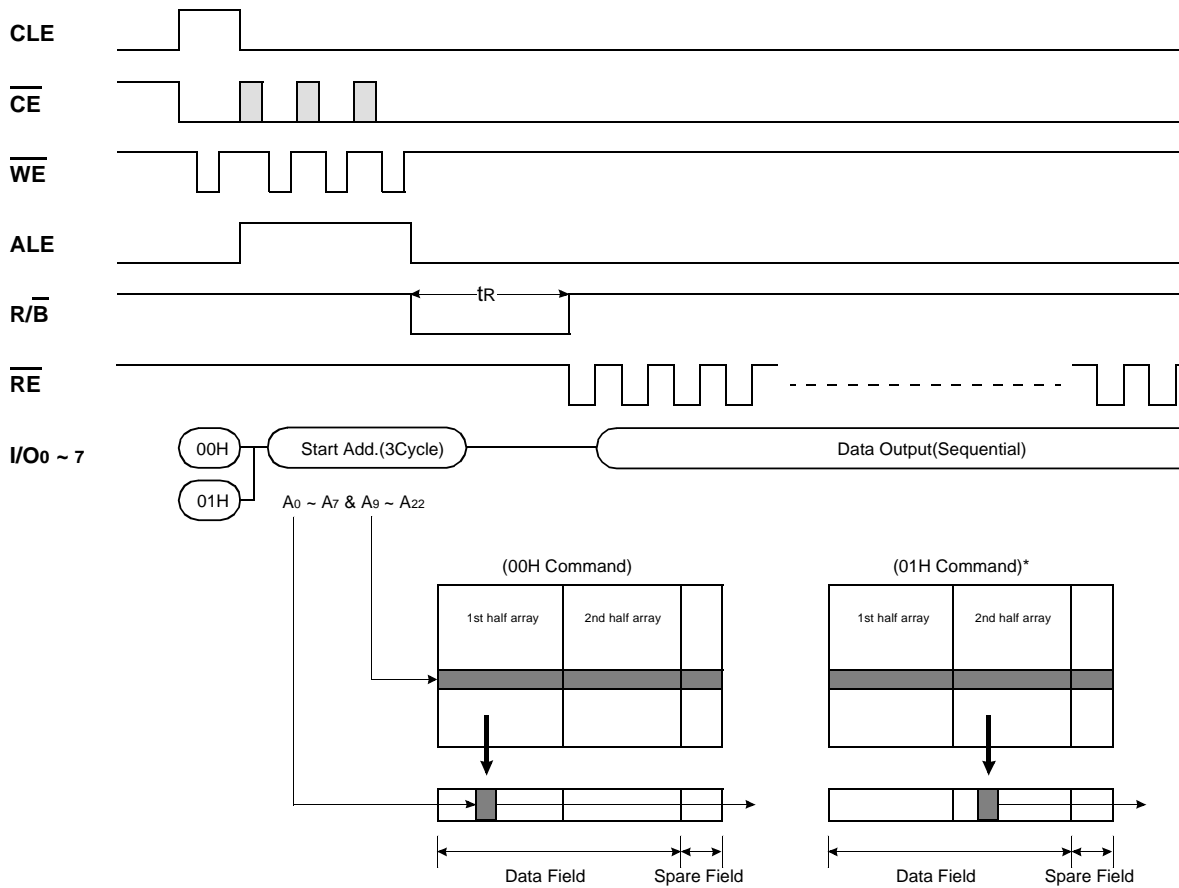 CLE
CE
WE
ALE
R/B
tR
RE
I/O0 ~ 7
00H
Start Add.(3Cycle)
Data Output(Sequential)
01H
A0 ~ A7 & A9 ~ A22
(00H Command)
(01H Command)*
1st half array
2nd half array
1st half array
2nd half array
Data Field
Spare Field
Data Field
Spare Field